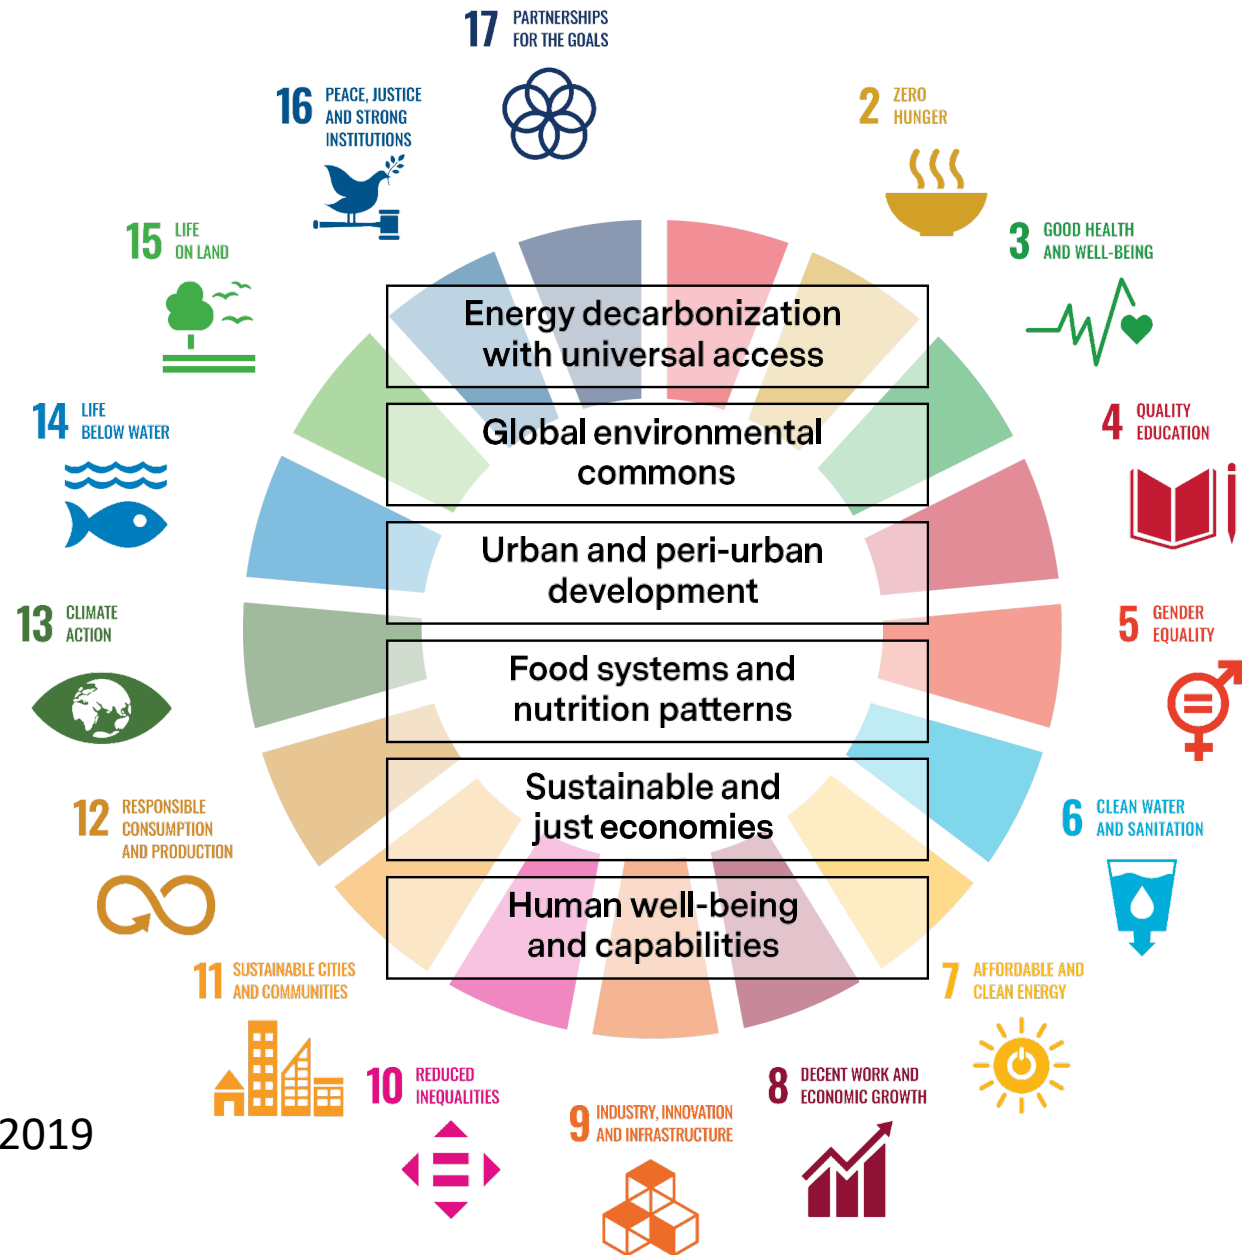 17 PARTNERSHIPS
FOR THE GOALS
16 PEACE, JUSTICE
AND STRONG
INSTITUTIONS
2 ZERO
HUNGER
15 LIFE
ON LAND
3 GOOD HEALTH
AND WELL-BEING
14 LIFE
BELOW WATER
4 QUALITY
EDUCATION
13 CLIMATE
ACTION
5 GENDER
EQUALITY
12 RESPONSIBLE
CONSUMPTION
AND PRODUCTION
6 CLEAN WATER
AND SANITATION
11 SUSTAINABLE CITIES
AND COMMUNITIES
7 AFFORDABLE AND
CLEAN ENERGY
10 REDUCED
INEQUALITIES
8 DECENT WORK AND
ECONOMIC GROWTH
9 INDUSTRY, INNOVATION
AND INFRASTRUCTURE
Energy decarbonization
with universal access
Global environmental
commons
Urban and peri-urban
development
Food systems and
nutrition patterns
Sustainable and
just economies
Human well-being
and capabilities
2019